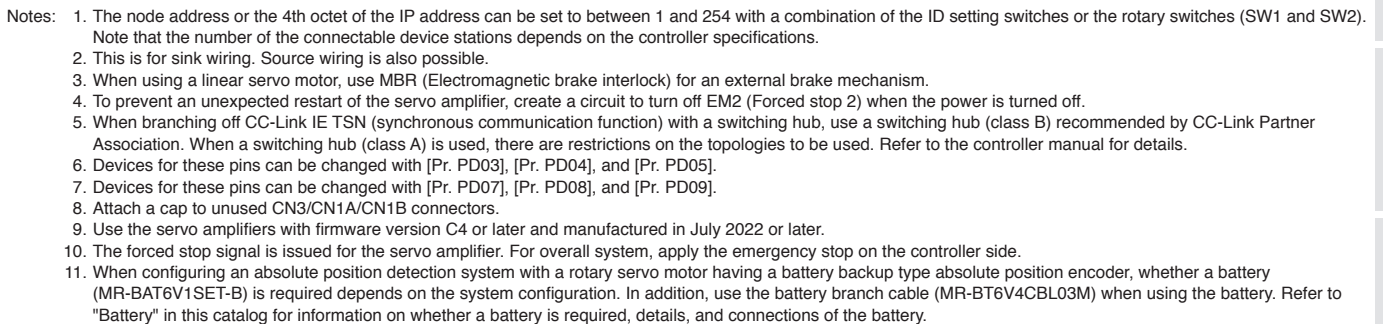 Notes: 1. The node address or the 4th octet of the IP address can be set to between 1 and 254 with a combination of the ID setting switches or the rotary switches (SW1 and SW2).
Note that the number of the connectable device stations depends on the controller specifications.
2. This is for sink wiring. Source wiring is also possible.
3. When using a linear servo motor, use MBR (Electromagnetic brake interlock) for an external brake mechanism.
4. To prevent an unexpected restart of the servo amplifier, create a circuit to turn off EM2 (Forced stop 2) when the power is turned off.
5. When branching off CC-Link IE TSN (synchronous communication function) with a switching hub, use a switching hub (class B) recommended by CC-Link Partner
Association. When a switching hub (class A) is used, there are restrictions on the topologies to be used. Refer to the controller manual for details.
6. Devices for these pins can be changed with [Pr. PD03], [Pr. PD04], and [Pr. PD05].
7. Devices for these pins can be changed with [Pr. PD07], [Pr. PD08], and [Pr. PD09].
8. Attach a cap to unused CN3/CN1A/CN1B connectors.
9. Use the servo amplifiers with firmware version C4 or later and manufactured in July 2022 or later.
10. The forced stop signal is issued for the servo amplifier. For overall system, apply the emergency stop on the controller side.
11. When configuring an absolute position detection system with a rotary servo motor having a battery backup type absolute position encoder, whether a battery
(MR-BAT6V1SET-B) is required depends on the system configuration. In addition, use the battery branch cable (MR-BT6V4CBL03M) when using the battery. Refer to
"Battery" in this catalog for information on whether a battery is required, details, and connections of the battery.